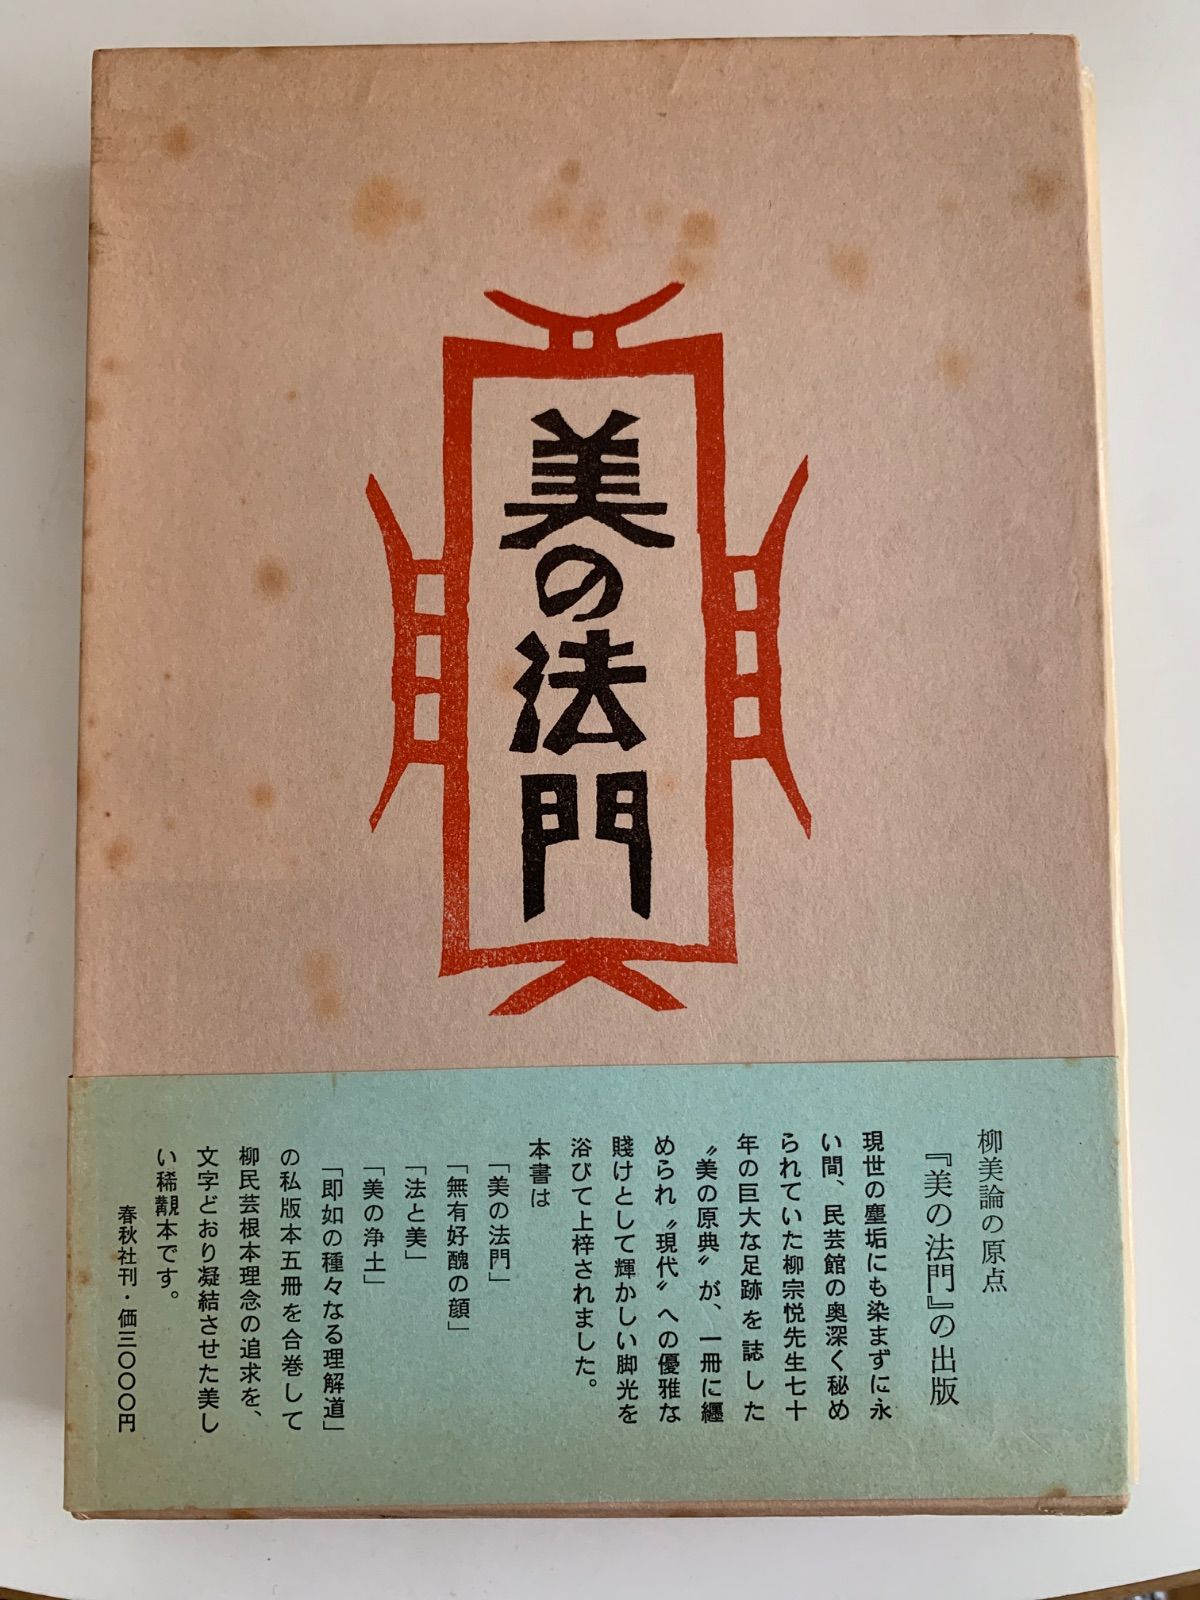 美の法門
柳美論の原点
『美の法門』の出版
現世の塵垢にも染まずに永
い間、民芸館の奥深く秘め
られていた柳宗悦先生七十
年の巨大な足跡を誌した
〝美の原典〟が、一冊に纒
められ〝現代〟への優雅な
賤けとして輝かしい脚光を
浴びて上梓されました。
本書は
「美の法門」
「無有好醜の願」
「法と美」
「美の浄土」
「即如の種々なる理解道」
の私版本五冊を合巻して
柳民芸根本理念の追求を、
文字どおり凝結させた美し
い稀覯本です。
春秋社刊・価三〇〇〇円